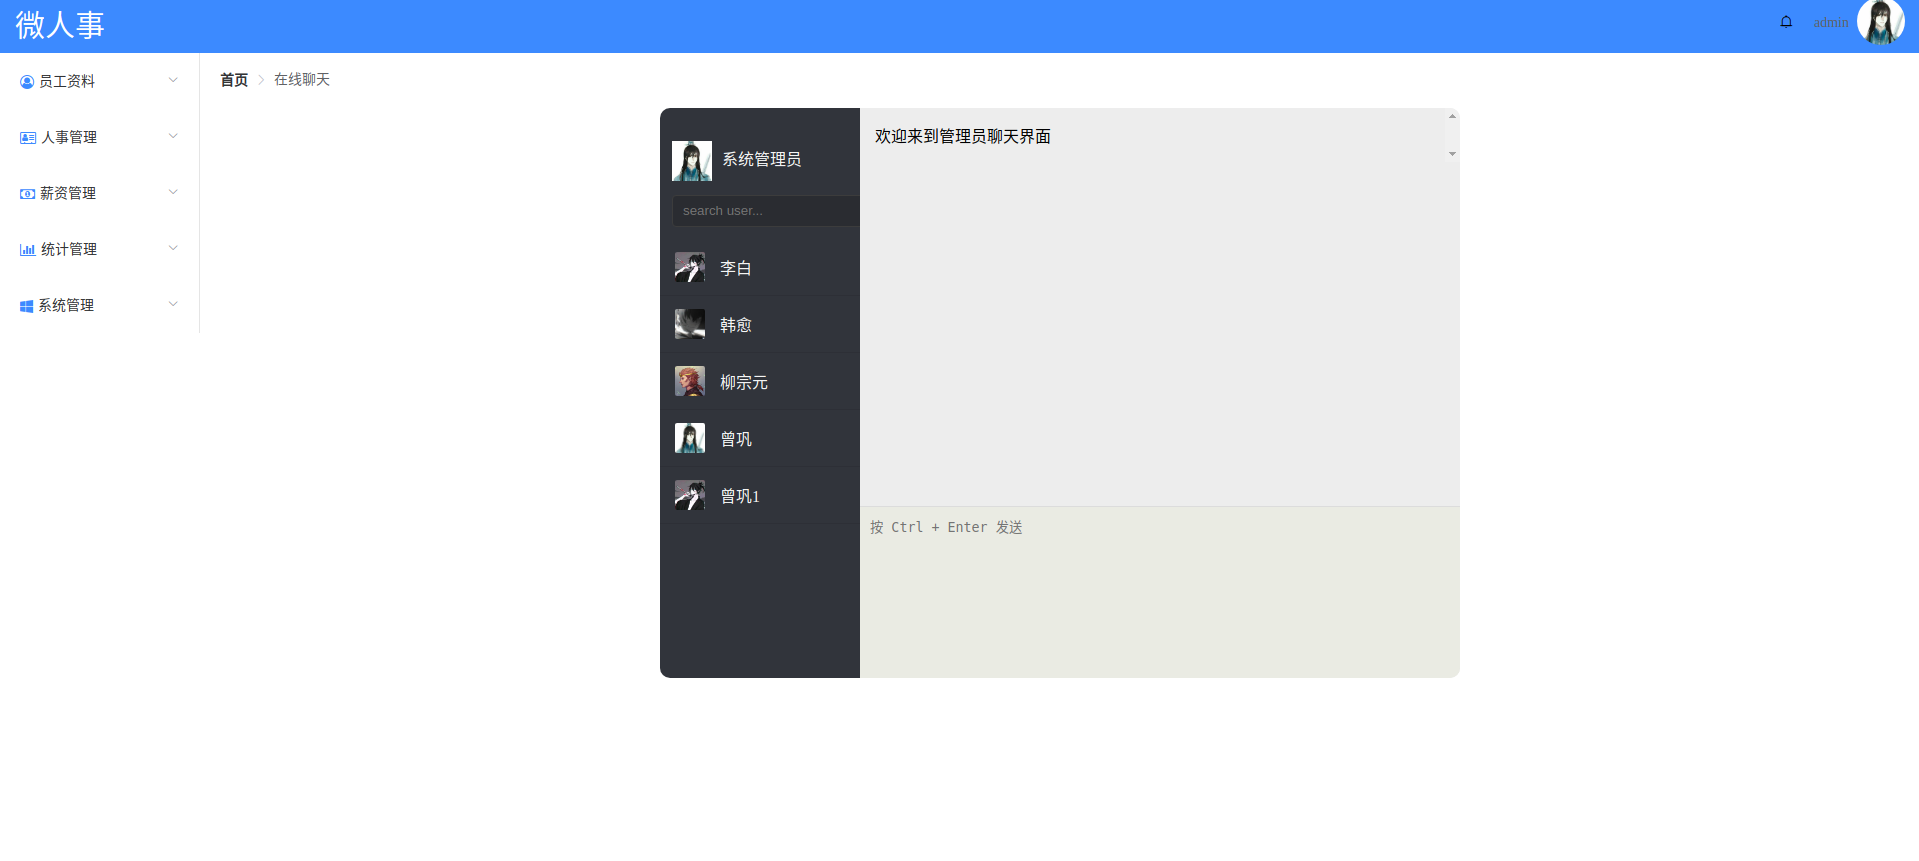 微人事
admin
员工资料
人事管理
薪资管理
统计管理
系统管理
首页 在线聊天
系统管理员
search user...
李白
韩愈
柳宗元
曾巩
曾巩1
欢迎来到管理员聊天界面
按 Ctrl + Enter 发送